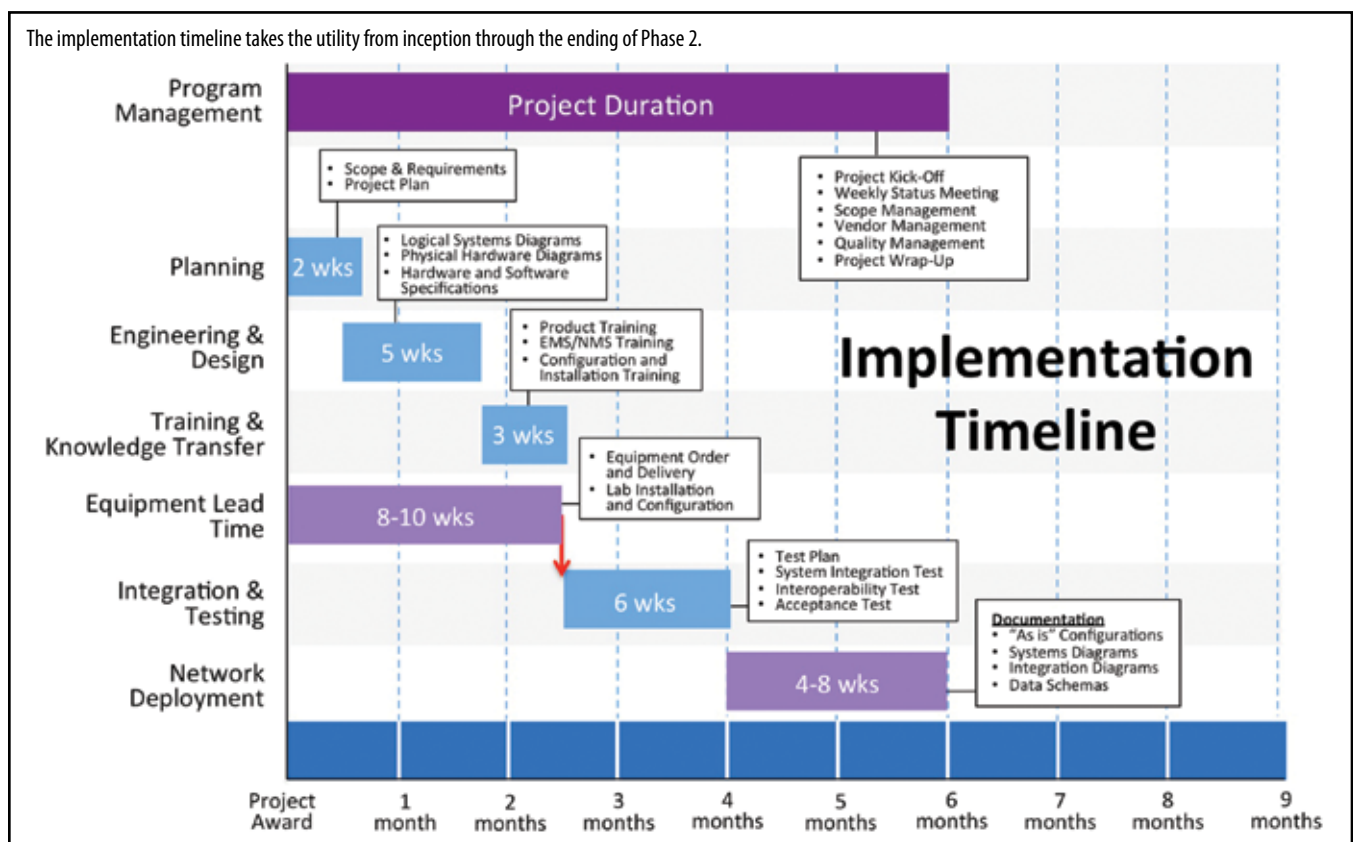 The implementation timeline takes the utility from inception through the ending of Phase 2.
Program
Management
Project Duration
• Project Kick-Off
• Weekly Status Meeting
• Scope Management
• Vendor Management
• Quality Management
• Project Wrap-Up
• Scope & Requirements
• Project Plan
Planning
2 wks
• Logical Systems Diagrams
• Physical Hardware Diagrams
• Hardware and Software
Specifications
Engineering &
Design
5 wks
• Product Training
• EMS/NMS Training
• Configuration and
Installation Training
Implementation
Timeline
Training &
Knowledge Transfer
3 wks
• Equipment Order
and Delivery
• Lab Installation
and Configuration
Equipment Lead
Time
8-10 wks
• Test Plan
• System Integration Test
• Interoperability Test
• Acceptance Test
Integration &
Testing
6 wks
Documentation
• "As is" Configurations
• Systems Diagrams
• Integration Diagrams
• Data Schemas
Network
Deployment
4-8 wks
Project
Award
1
month
2
months
3
months
4
months
5
months
6
months
7
months
8
months
9
months